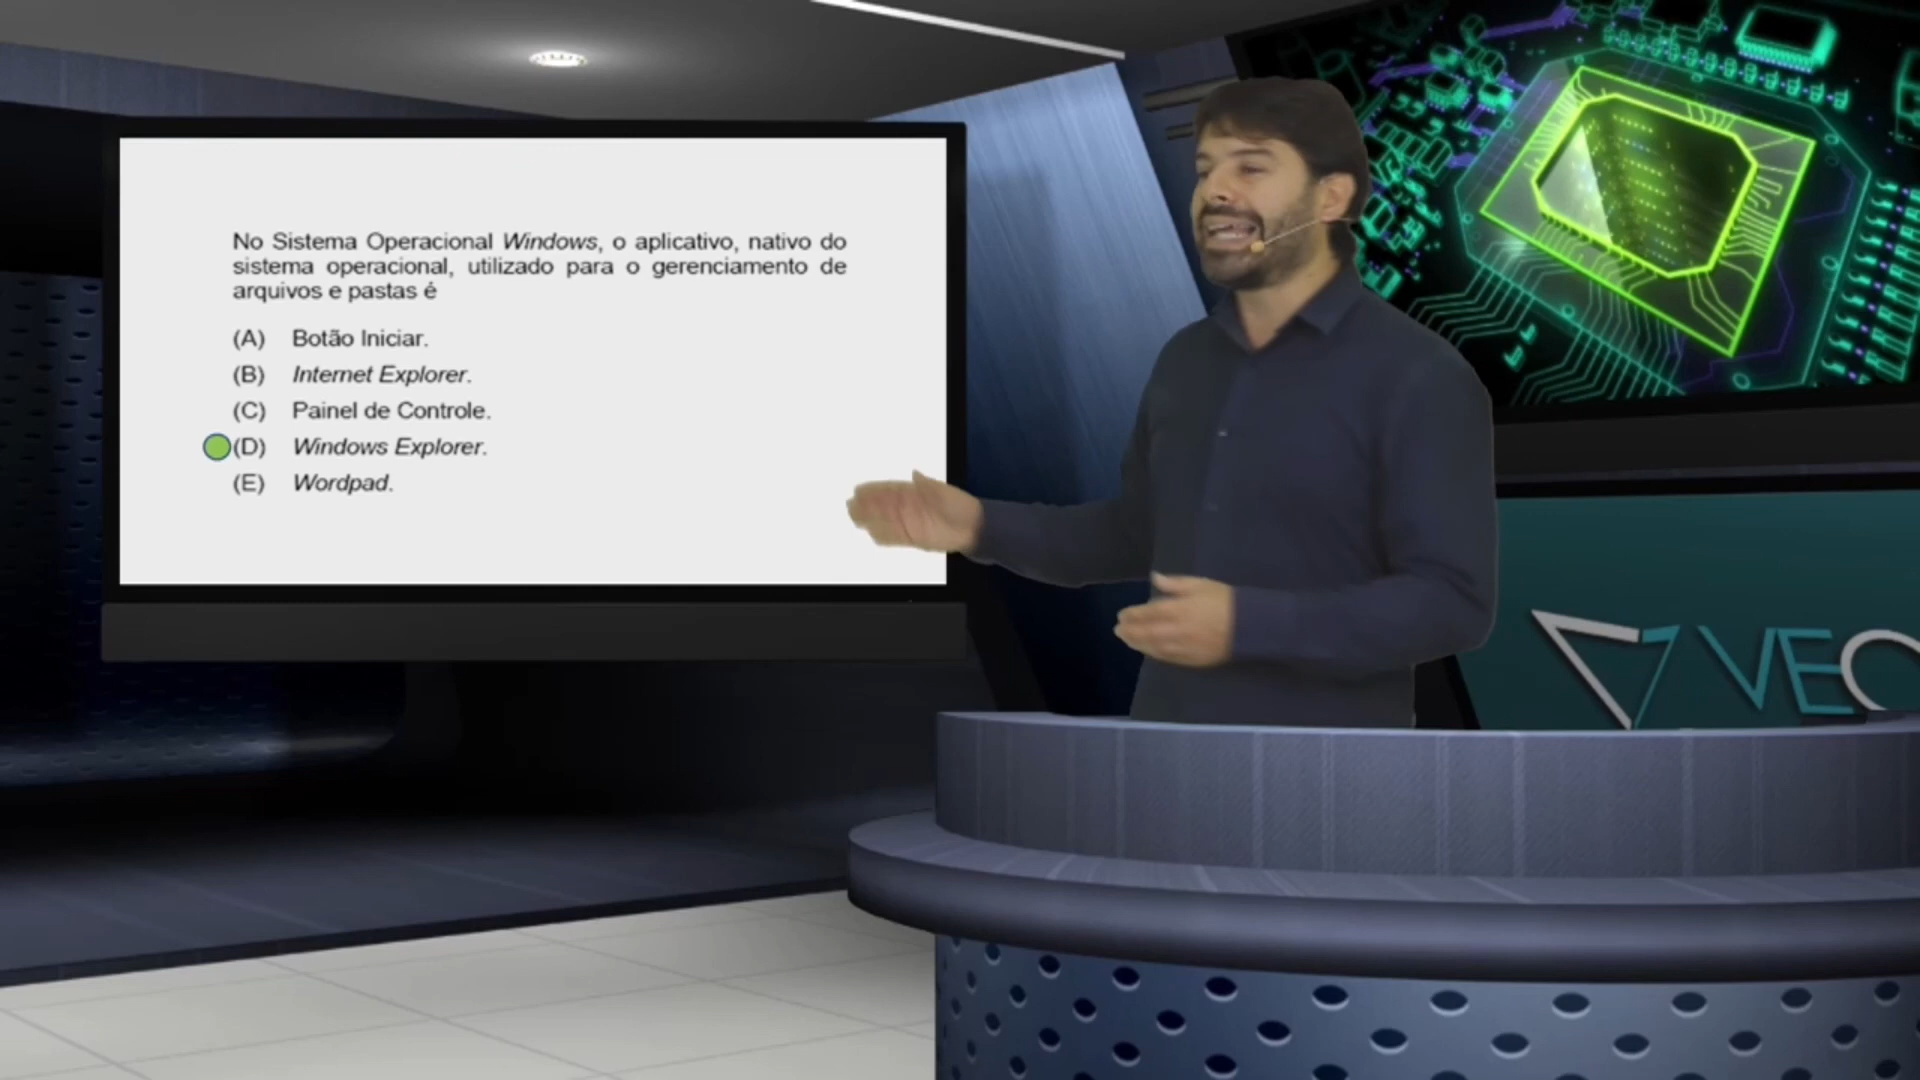 No Sistema Operacional Windows, o aplicativo, nativo do
sistema operacional, utilizado para o gerenciamento de
arquivos e pastas é
(A) Botão Iniciar.
(B) Internet Explorer.
(C) Painel de Controle.
(D) Windows Explorer.
(E) Wordpad.